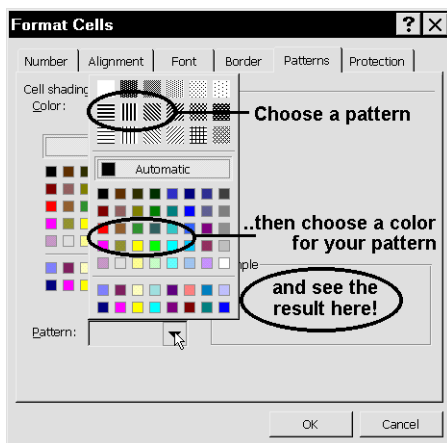 Format Cells
? X
Number Alignment Font Border Patterns Protection
Cell shading
Color:
Choose a pattern
Automatic
..then choose a color
for your pattern
mple
and see the
result here!
Pattern:
OK Cancel